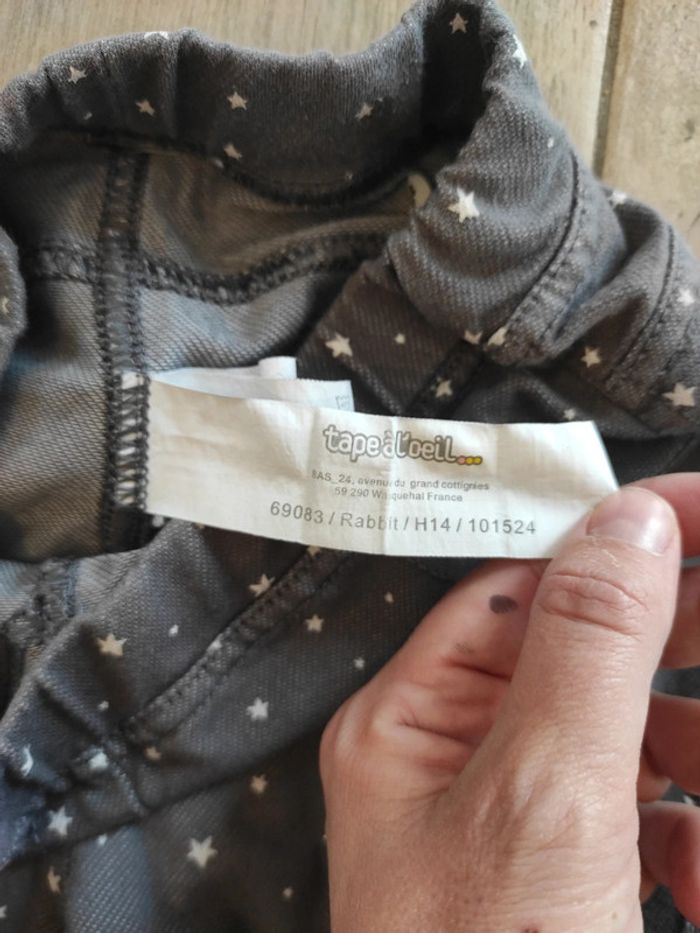 tape à l'oeil...
SAS_24, avenue du grand cottignies
59 290 Wasquehal France
69083 / Rabbit / H14 / 101524